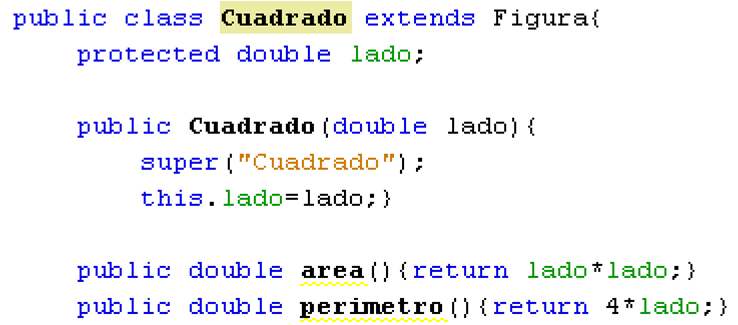 public class Cuadrado extends Figura{
    protected double lado;

    public Cuadrado(double lado){
        super("Cuadrado");
        this.lado=lado;}

    public double area(){return lado*lado;}
    public double perimetro(){return 4*lado;}